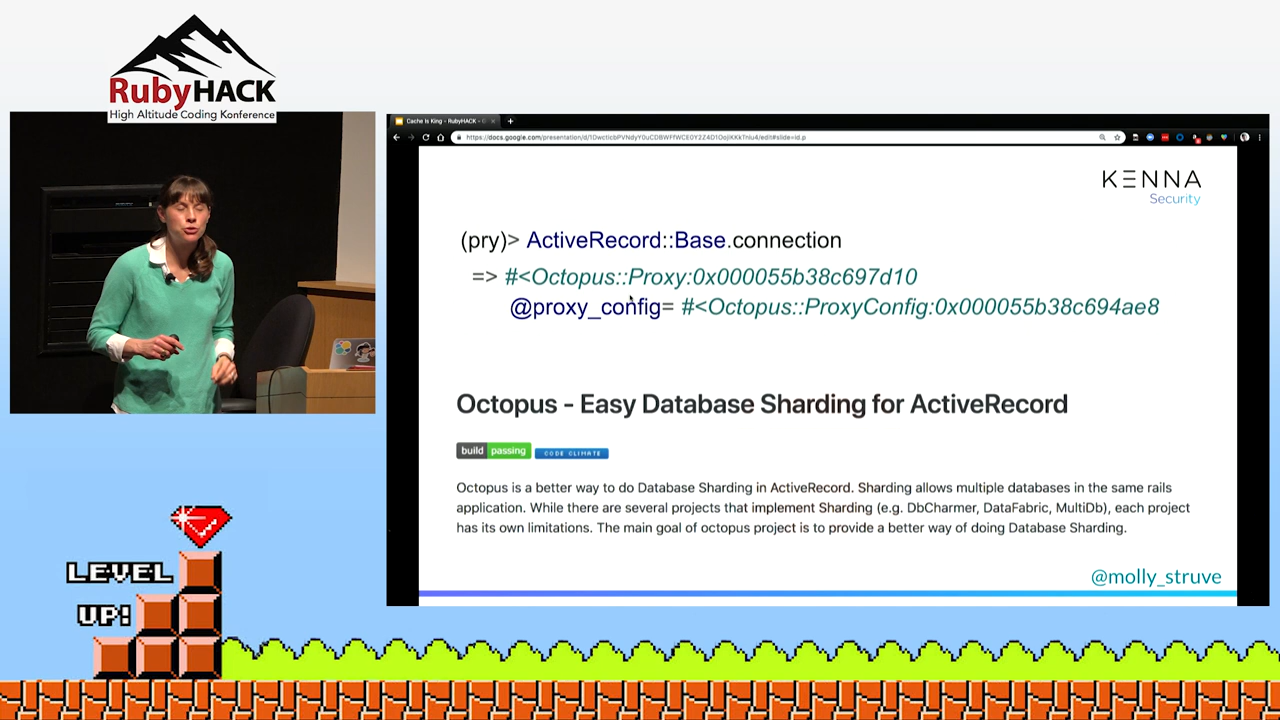 RubyHACK
High Altitude Coding Konference
Cache Is King - RubyHACK - G
KENNA
Security
(pry)> ActiveRecord::Base.connection
=> #<Octopus::Proxy:0x000055b38c697d10
@proxy_config= #<Octopus::ProxyConfig:0x000055b38c694ae8
Octopus - Easy Database Sharding for ActiveRecord
build passing CODE CLIMATE
Octopus is a better way to do Database Sharding in ActiveRecord. Sharding allows multiple databases in the same rails
application. While there are several projects that implement Sharding (e.g. DbCharmer, DataFabric, MultiDb), each project
has its own limitations. The main goal of octopus project is to provide a better way of doing Database Sharding.
@molly_struve
LEVEL
UP!